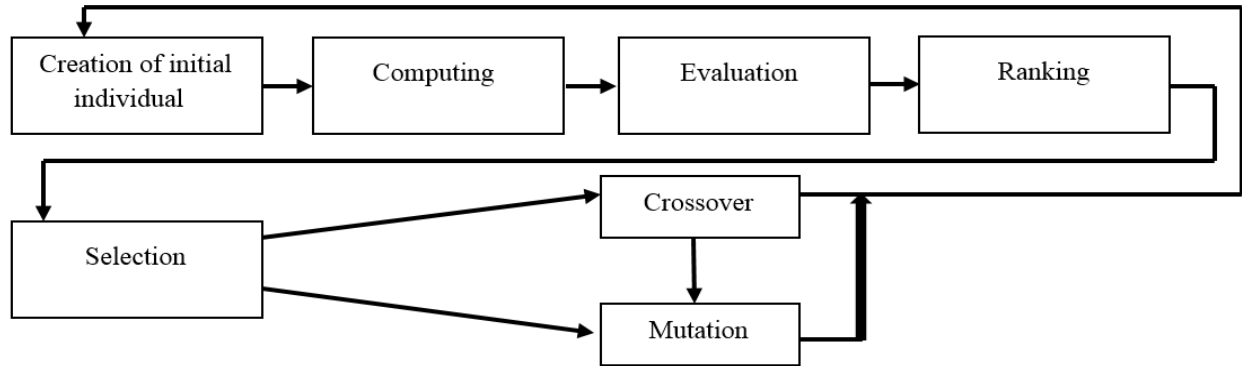 Creation of initial
individual
Computing
Evaluation
Ranking
Selection
Crossover
Mutation